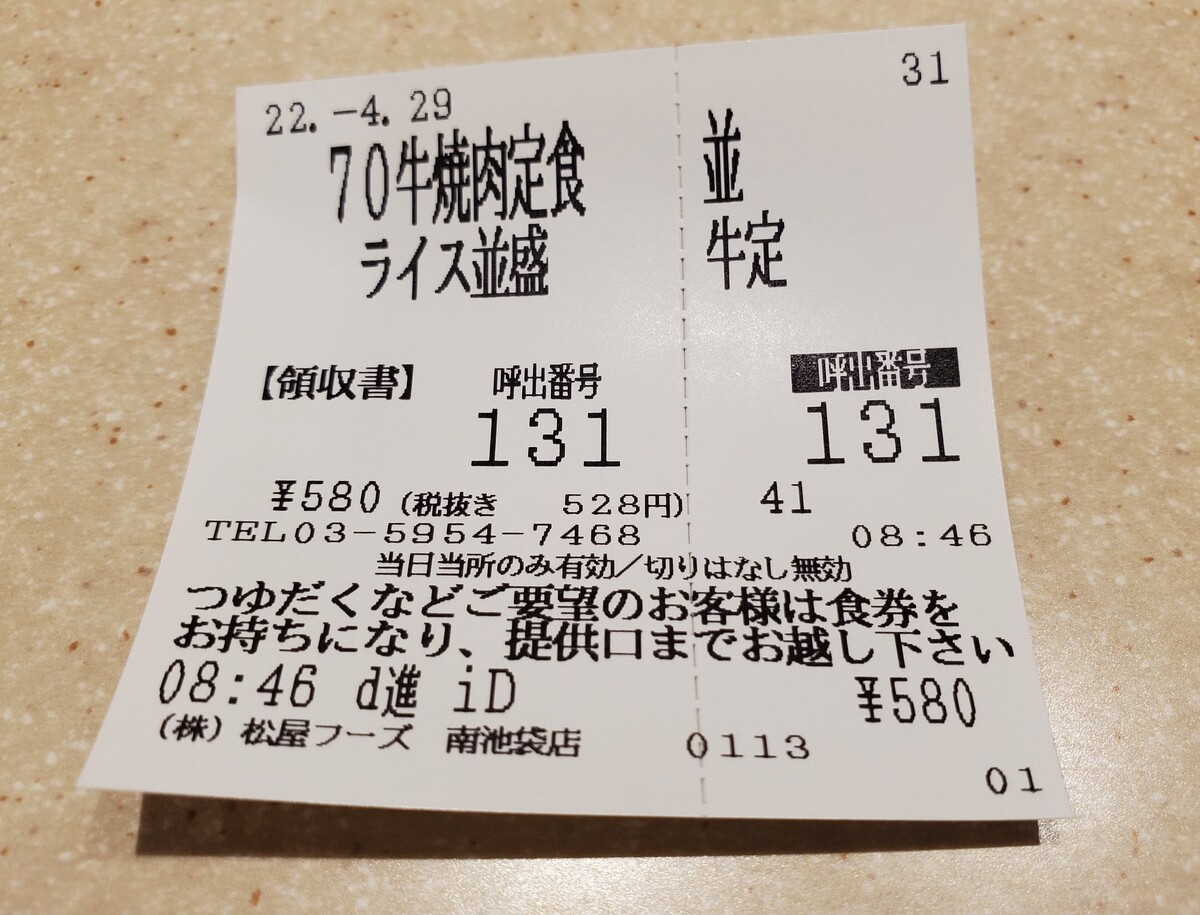 31
22.-4.29
70牛焼肉定食 並
ライス並盛 牛定
【領収書】 呼出番号 呼出番号
131 131
¥580 (税抜き 528円) 41
TEL03-5954-7468 08:46
当日当所のみ有効/切りはなし無効
つゆだくなどご要望のお客様は食券を
お持ちになり、提供口までお越し下さい
08:46 d進 iD ¥580
(株)松屋フーズ 南池袋店 0113
01